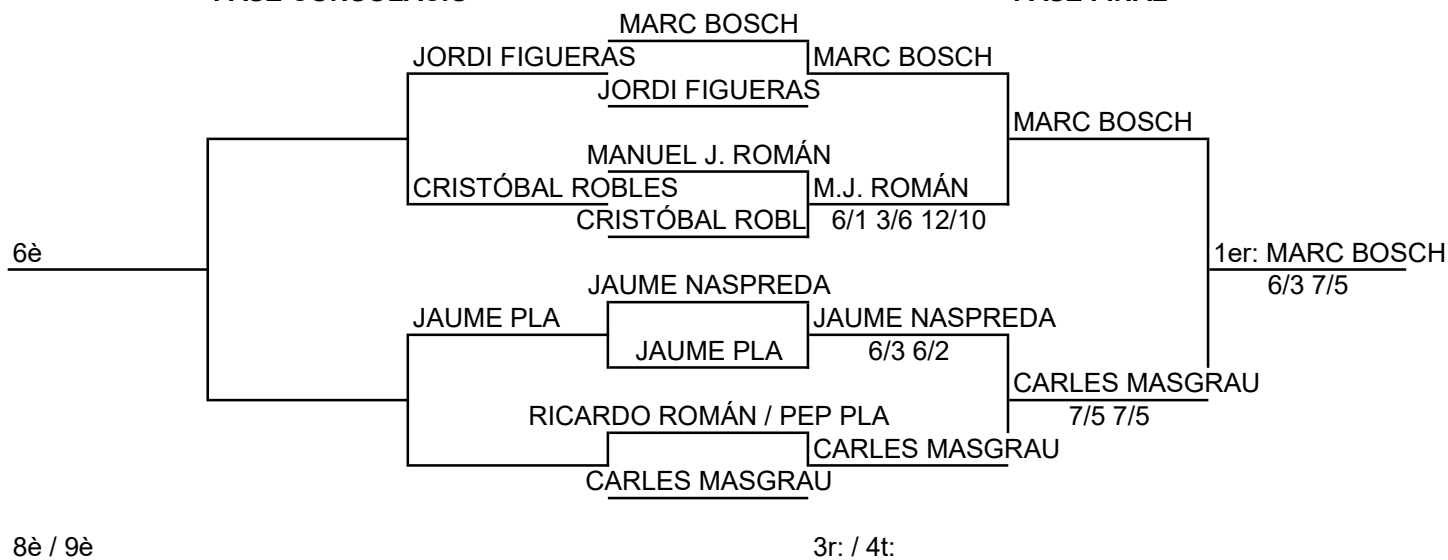 MARC BOSCH
JORDI FIGUERAS
MARC BOSCH
JORDI FIGUERAS
MARC BOSCH
MANUEL J. ROMÁN
CRISTÓBAL ROBLES
M.J. ROMÁN
CRISTÓBAL ROBL
6/1 3/6 12/10
6è
1er: MARC BOSCH
6/3 7/5
JAUME NASPREDA
JAUME PLA
JAUME NASPREDA
JAUME PLA
6/3 6/2
CARLES MASGRAU
7/5 7/5
RICARDO ROMÁN / PEP PLA
CARLES MASGRAU
CARLES MASGRAU
8è / 9è
3r: / 4t: